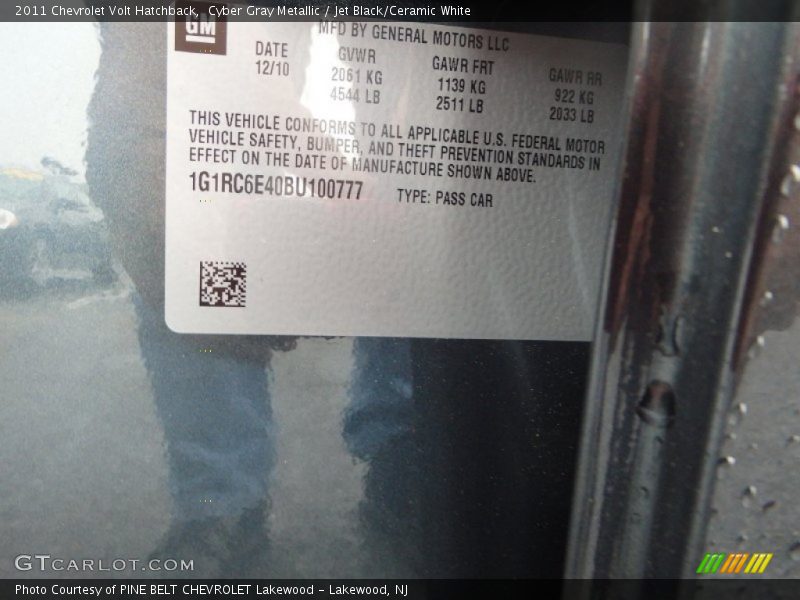 2011 Chevrolet Volt Hatchback, Cyber Gray Metallic / Jet Black/Ceramic White
GM
MFD BY GENERAL MOTORS LLC
DATE GVWR GAWR FRT GAWR RR
12/10 2061 KG 1139 KG 922 KG
4544 LB 2511 LB 2033 LB
THIS VEHICLE CONFORMS TO ALL APPLICABLE U.S. FEDERAL MOTOR
VEHICLE SAFETY, BUMPER, AND THEFT PREVENTION STANDARDS IN
EFFECT ON THE DATE OF MANUFACTURE SHOWN ABOVE.
1G1RC6E40BU100777 TYPE: PASS CAR
GTCARLOT.COM
Photo Courtesy of PINE BELT CHEVROLET Lakewood - Lakewood, NJ